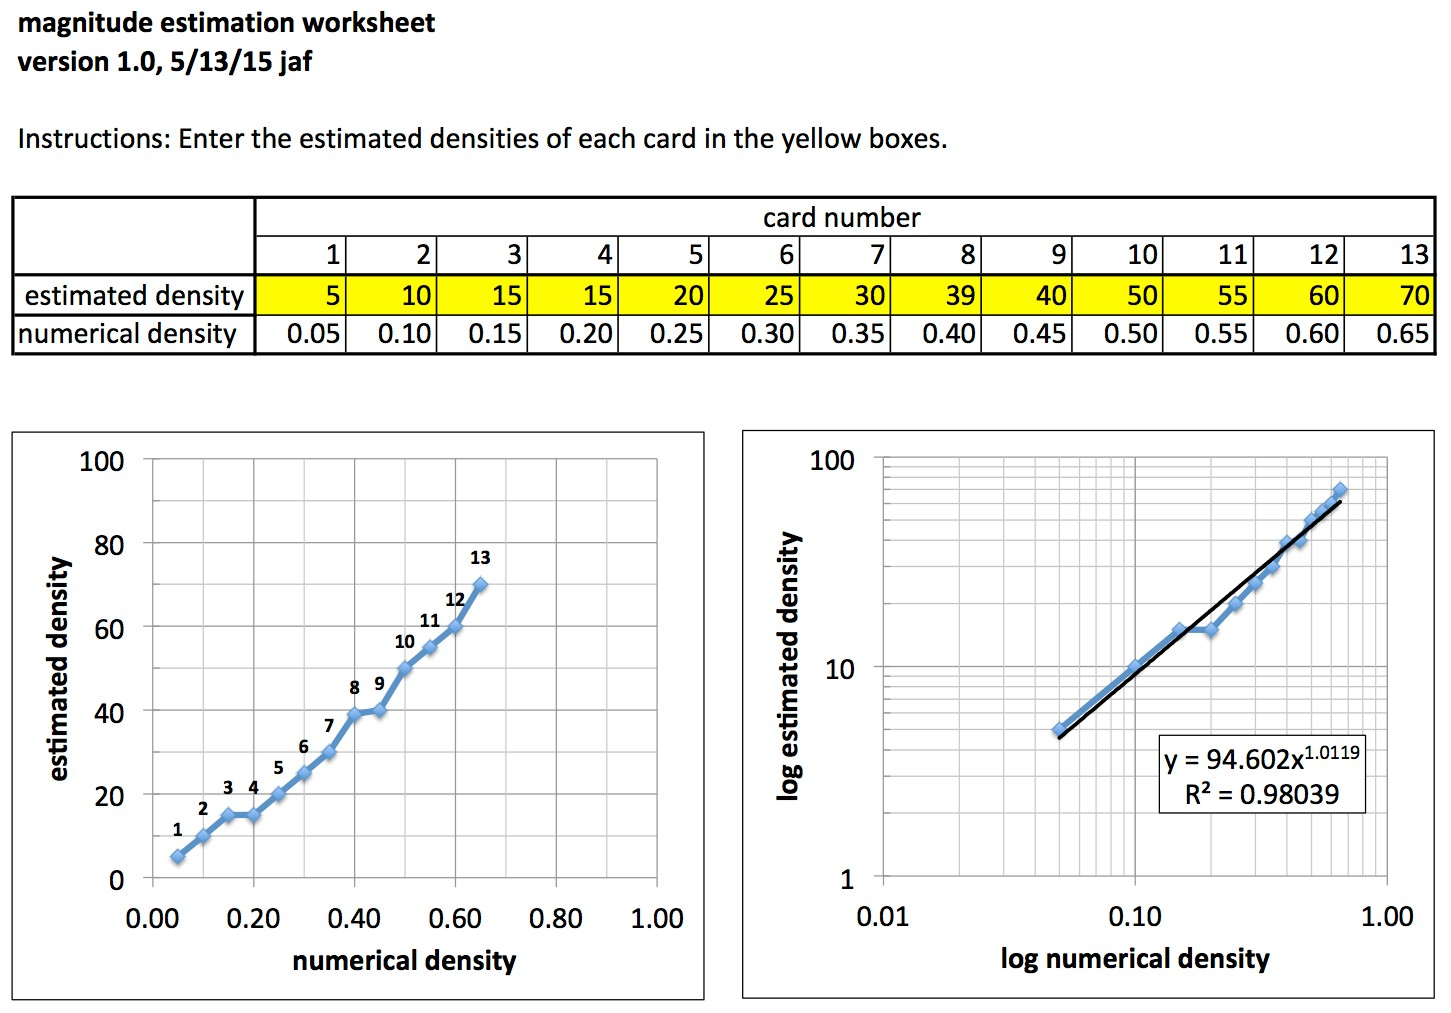 magnitude estimation worksheet
version 1.0, 5/13/15 jaf
Instructions: Enter the estimated densities of each card in the yellow boxes.
card number
1 2 3 4 5 6 7 8 9 10 11 12 13
estimated density 5 10 15 15 20 25 30 39 40 50 55 60 70
numerical density 0.05 0.10 0.15 0.20 0.25 0.30 0.35 0.40 0.45 0.50 0.55 0.60 0.65
estimated density
100
80
60
40
20
0
1
2
3
4
5
6
7
8
9
10
11
12
13
0.00 0.20 0.40 0.60 0.80 1.00
numerical density
log estimated density
100
10
1
y = 94.602x^1.0119
R² = 0.98039
0.01 0.10 1.00
log numerical density